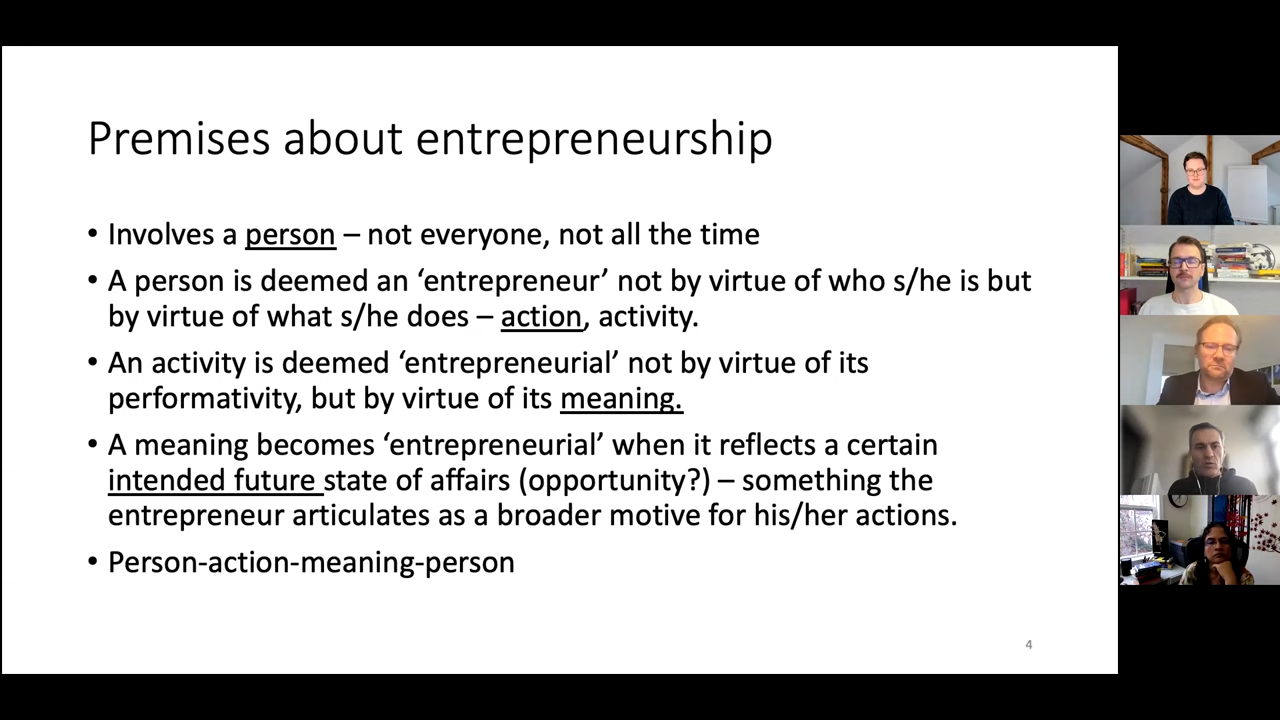 Premises about entrepreneurship
• Involves a person – not everyone, not all the time
• A person is deemed an ‘entrepreneur’ not by virtue of who s/he is but
by virtue of what s/he does – action, activity.
• An activity is deemed ‘entrepreneurial’ not by virtue of its
performativity, but by virtue of its meaning.
• A meaning becomes ‘entrepreneurial’ when it reflects a certain
intended future state of affairs (opportunity?) – something the
entrepreneur articulates as a broader motive for his/her actions.
• Person-action-meaning-person
4